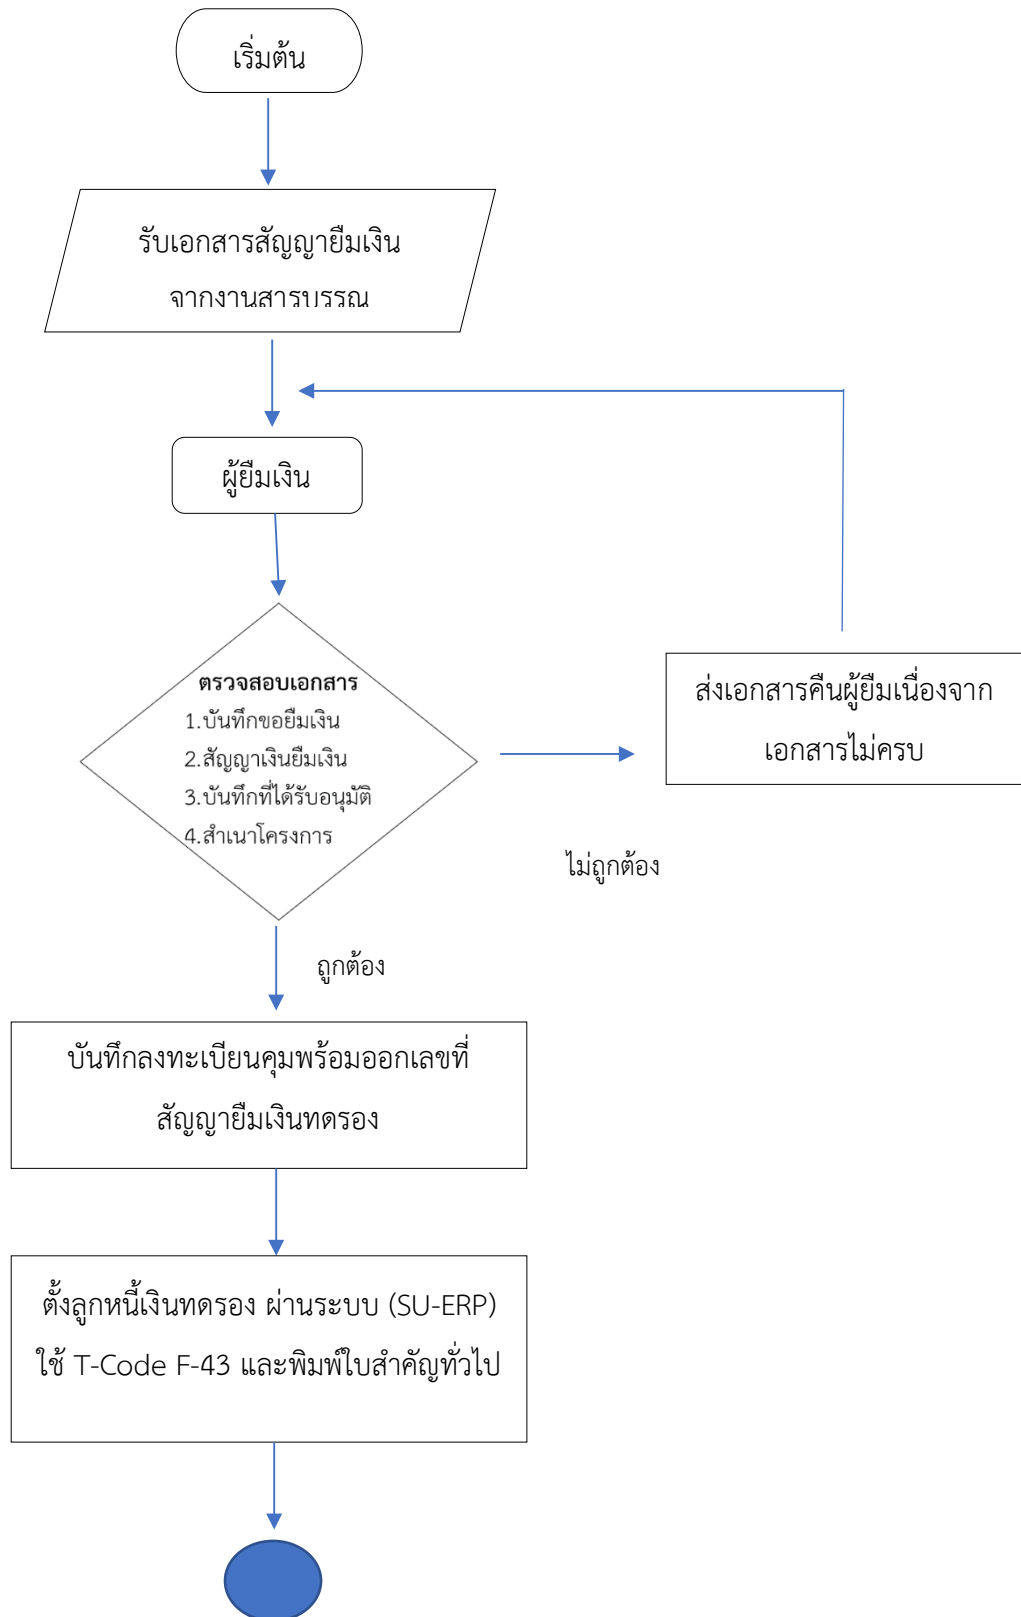 เริ่มต้น
รับเอกสารสัญญายืมเงิน
จากงานสารบรรณ
ผู้ยืมเงิน
ตรวจสอบเอกสาร
1.บันทึกขอยืมเงิน
2.สัญญาเงินยืมเงิน
3.บันทึกที่ได้รับอนุมัติ
4.สำเนาโครงการ
ส่งเอกสารคืนผู้ยืมเนื่องจาก
เอกสารไม่ครบ
ไม่ถูกต้อง
ถูกต้อง
บันทึกลงทะเบียนคุมพร้อมออกเลขที่
สัญญายืมเงินทดรอง
ตั้งลูกหนี้เงินทดรอง ผ่านระบบ (SU-ERP)
ใช้ T-Code F-43 และพิมพ์ใบสำคัญทั่วไป